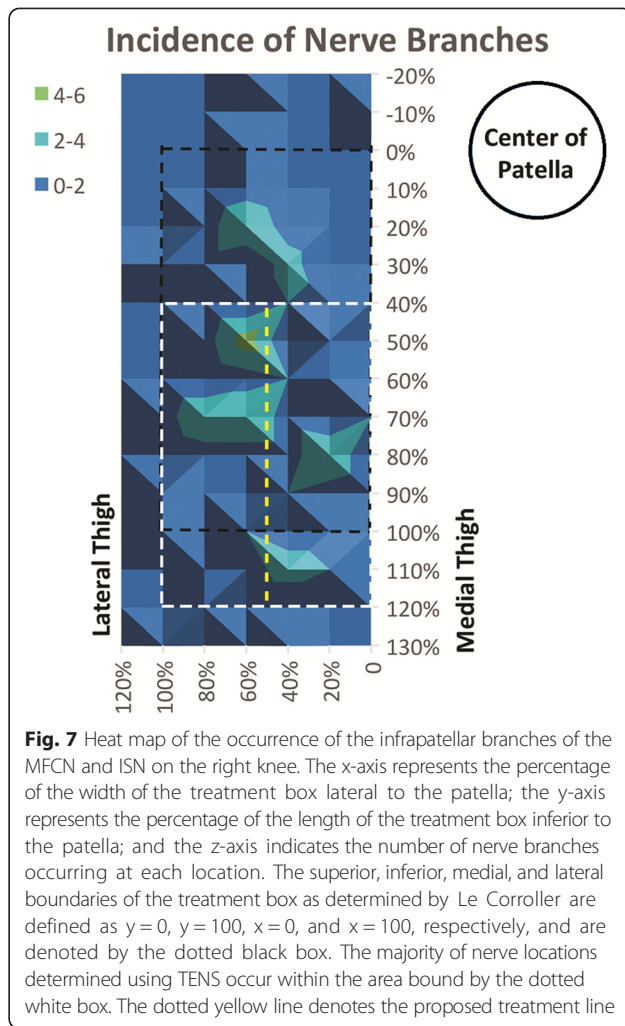 Incidence of Nerve Branches
4-6
2-4
0-2
-20%
-10%
0%
10%
20%
30%
40%
50%
60%
70%
80%
90%
100%
110%
120%
130%
Center of
Patella
Lateral Thigh
Medial Thigh
120%
100%
80%
60%
40%
20%
0
Fig. 7 Heat map of the occurrence of the infrapatellar branches of the
MFCN and ISN on the right knee. The x-axis represents the percentage
of the width of the treatment box lateral to the patella; the y-axis
represents the percentage of the length of the treatment box inferior to
the patella; and the z-axis indicates the number of nerve branches
occurring at each location. The superior, inferior, medial, and lateral
boundaries of the treatment box as determined by Le Corroller are
defined as y = 0, y = 100, x = 0, and x = 100, respectively, and are
denoted by the dotted black box. The majority of nerve locations
determined using TENS occur within the area bound by the dotted
white box. The dotted yellow line denotes the proposed treatment line